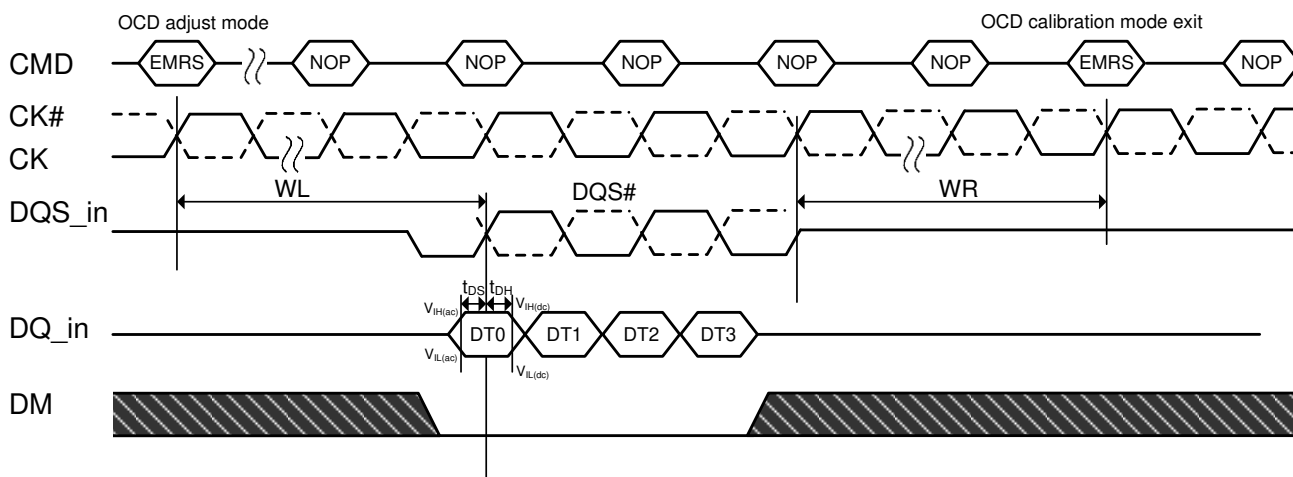 OCD adjust mode
OCD calibration mode exit
CMD
EMRS
NOP
NOP
NOP
NOP
NOP
EMRS
NOP
CK#
CK
WL
DQS#
WR
DQS_in
tDS
tDH
VIH(ac)
VIH(dc)
DQ_in
DT0
DT1
DT2
DT3
VIL(ac)
VIL(dc)
DM